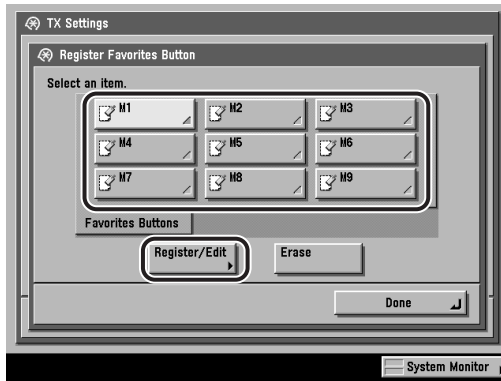 TX Settings
Register Favorites Button
Select an item.
M1 M2 M3
M4 M5 M6
M7 M8 M9
Favorites Buttons
Register/Edit Erase
Done
System Monitor